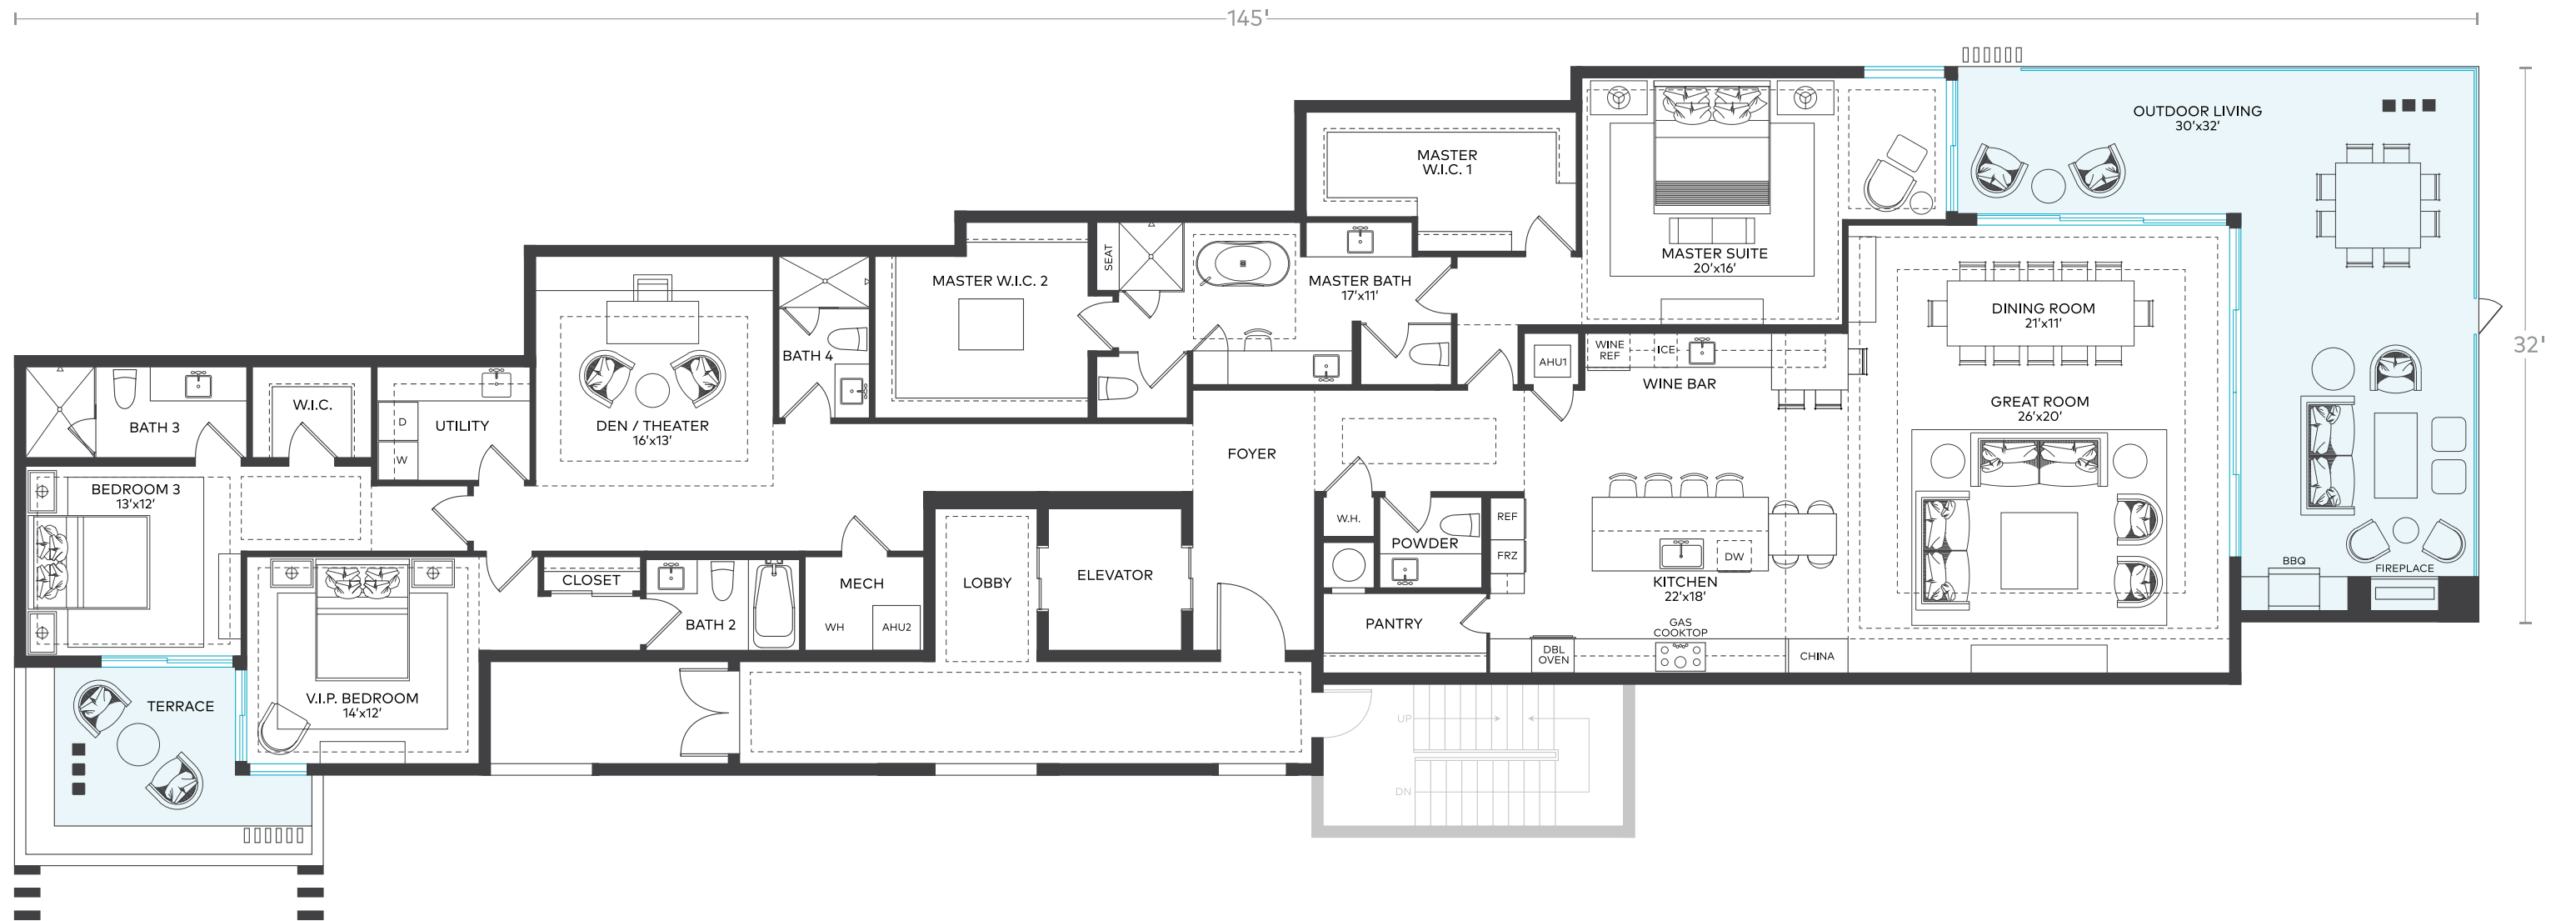 145'
OUTDOOR LIVING
30'x32'
32'
MASTER
W.I.C. 1
MASTER SUITE
20'x16'
SEAT
MASTER BATH
17'x11'
MASTER W.I.C. 2
DINING ROOM
21'x11'
BATH 4
WINE
REF
ICE
AHU1
WINE BAR
GREAT ROOM
26'x20'
BATH 3
W.I.C.
D
W
UTILITY
DEN / THEATER
16'x13'
FOYER
BEDROOM 3
13'x12'
W.H.
POWDER
REF
FRZ
DW
KITCHEN
22'x18'
BBQ
FIREPLACE
CLOSET
BATH 2
MECH
WH
AHU2
LOBBY
ELEVATOR
PANTRY
GAS
COOKTOP
DBL
OVEN
CHINA
TERRACE
V.I.P. BEDROOM
14'x12'
UP
DN